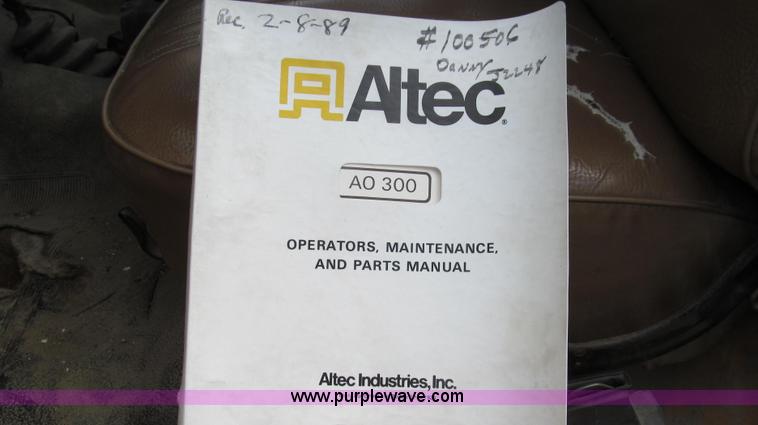 Rec. 2-8-89
#100506
Danny
Altec®
AO 300
OPERATORS, MAINTENANCE,
AND PARTS MANUAL
Altec Industries, Inc.
www.purplewave.com